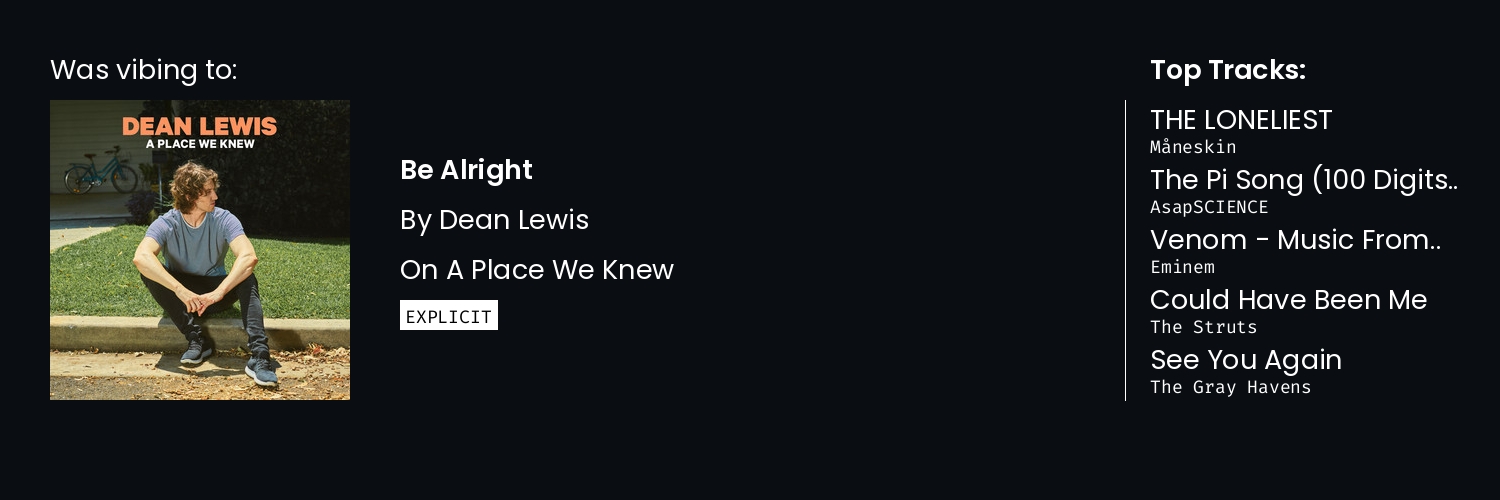 Was vibing to:
DEAN LEWIS
A PLACE WE KNEW
Be Alright
By Dean Lewis
On A Place We Knew
EXPLICIT
Top Tracks:
THE LONELIEST
Måneskin
The Pi Song (100 Digits..
AsapSCIENCE
Venom - Music From..
Eminem
Could Have Been Me
The Struts
See You Again
The Gray Havens